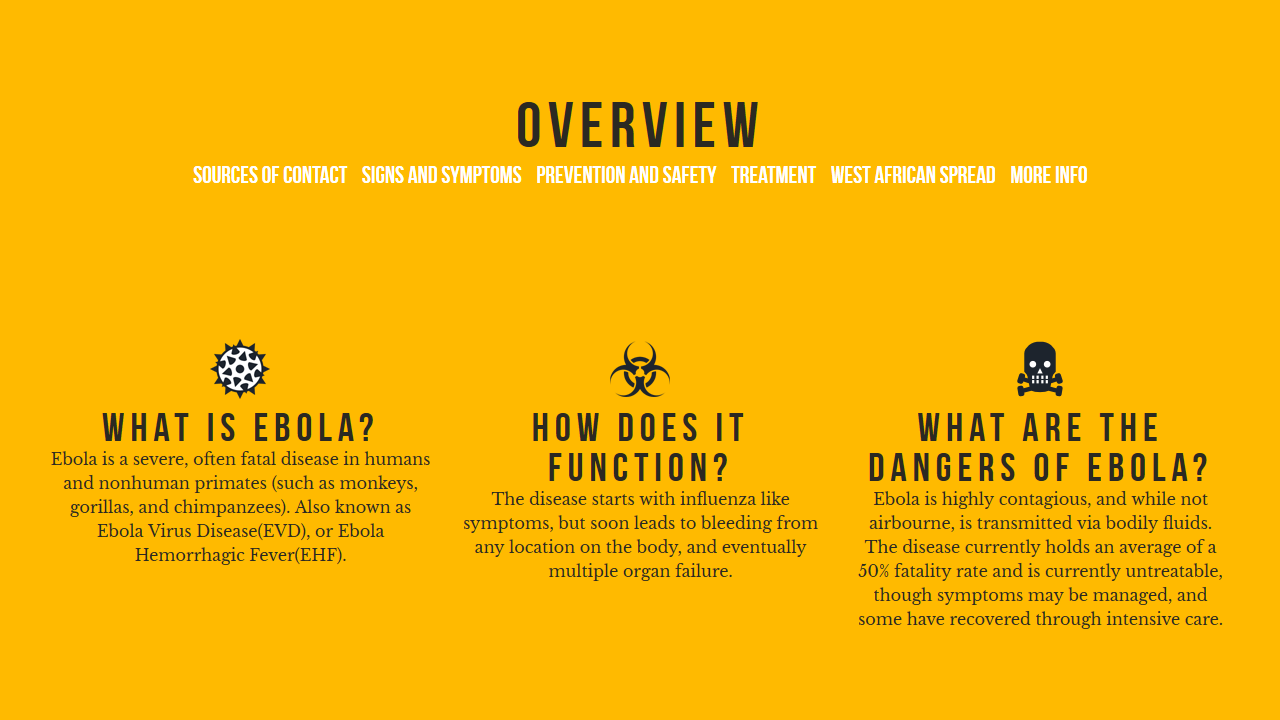 OVERVIEW
SOURCES OF CONTACT SIGNS AND SYMPTOMS PREVENTION AND SAFETY TREATMENT WEST AFRICAN SPREAD MORE INFO
WHAT IS EBOLA?
Ebola is a severe, often fatal disease in humans
and nonhuman primates (such as monkeys,
gorillas, and chimpanzees). Also known as
Ebola Virus Disease(EVD), or Ebola
Hemorrhagic Fever(EHF).
HOW DOES IT
FUNCTION?
The disease starts with influenza like
symptoms, but soon leads to bleeding from
any location on the body, and eventually
multiple organ failure.
WHAT ARE THE
DANGERS OF EBOLA?
Ebola is highly contagious, and while not
airbourne, is transmitted via bodily fluids.
The disease currently holds an average of a
50% fatality rate and is currently untreatable,
though symptoms may be managed, and
some have recovered through intensive care.